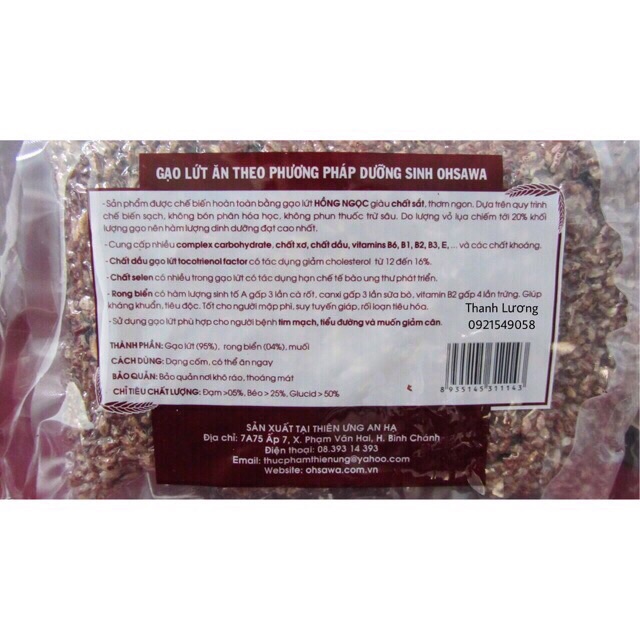 GẠO LỨT ĂN THEO PHƯƠNG PHÁP DƯỠNG SINH OHSAWA
- Sản phẩm được chế biến hoàn toàn bằng gạo lứt HỒNG NGỌC giàu chất sắt, thơm ngon. Dựa trên quy trình
chế biến sạch, không bón phân hóa học, không phun thuốc trừ sâu. Do lượng vỏ lụa chiếm tới 20% khối
lượng gạo nên hàm lượng dinh dưỡng đạt cao nhất.
- Cung cấp nhiều complex carbohydrate, chất xơ, chất dầu, vitamins B6, B1, B2, B3, E,... và các chất khoáng.
- Chất dầu gạo lứt tocotrienol factor có tác dụng giảm cholesterol từ 12 đến 16%.
- Chất selen có nhiều trong gạo lứt có tác dụng hạn chế tế bào ung thư phát triển.
- Rong biển có hàm lượng sinh tố A gấp 3 lần cà rốt, canxi gấp 3 lần sữa bò, vitamin B2 gấp 4 lần trứng. Giúp
kháng khuẩn, tiêu độc. Tốt cho người mập phì, suy tuyến giáp, rối loạn tiêu hóa.
- Sử dụng gạo lứt phù hợp cho người bệnh tim mạch, tiểu đường và muốn giảm cân.
Thanh Lương
0921549058
THÀNH PHẦN: Gạo lứt (95%), rong biển (04%), muối
CÁCH DÙNG: Dạng cốm, có thể ăn ngay
BẢO QUẢN: Bảo quản nơi khô ráo, thoáng mát
CHỈ TIÊU CHẤT LƯỢNG: Đạm >05%, Béo > 25%, Glucid > 50%
8 935145 311143
SẢN XUẤT TẠI THIÊN ƯNG AN HẠ
Địa chỉ: 7A75 Ấp 7, X. Phạm Văn Hai, H. Bình Chánh
Điện thoại: 08.393 14 393
Email: thucphamthienung@yahoo.com
Website: ohsawa.com.vn